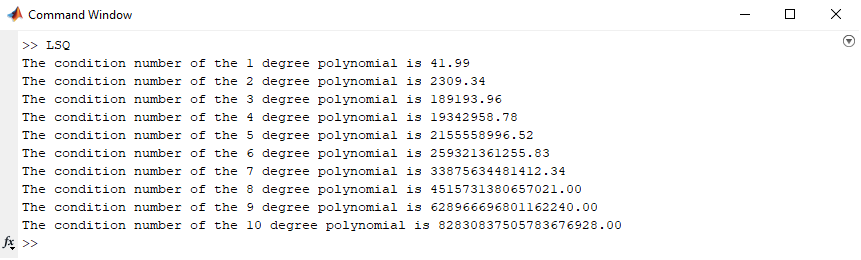 Command Window
>> LSQ
The condition number of the 1 degree polynomial is 41.99
The condition number of the 2 degree polynomial is 2309.34
The condition number of the 3 degree polynomial is 189193.96
The condition number of the 4 degree polynomial is 19342958.78
The condition number of the 5 degree polynomial is 2155558996.52
The condition number of the 6 degree polynomial is 259321361255.83
The condition number of the 7 degree polynomial is 33875634481412.34
The condition number of the 8 degree polynomial is 4515731380657021.00
The condition number of the 9 degree polynomial is 628966696801162240.00
The condition number of the 10 degree polynomial is 82830837505783676928.00
fx >>